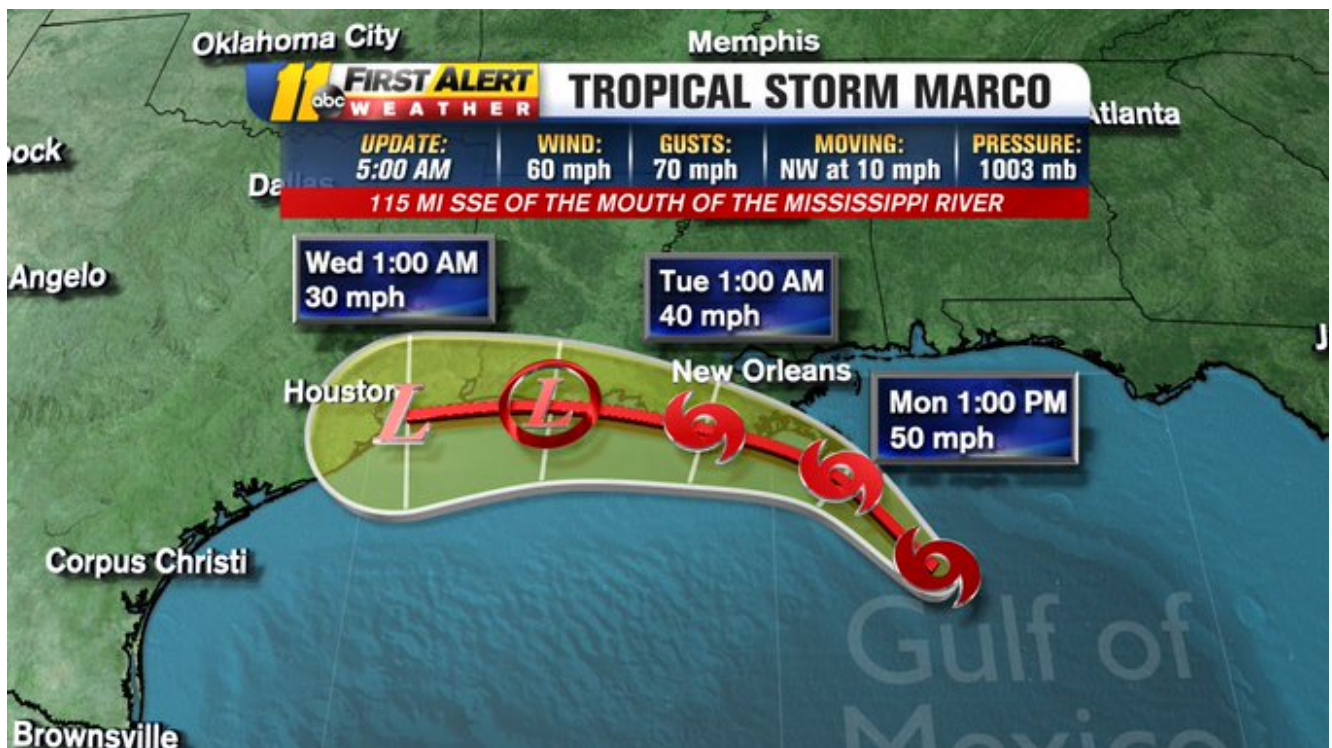 Oklahoma City
Memphis
11 abc FIRST ALERT
WEATHER
TROPICAL STORM MARCO
Atlanta
UPDATE:
5:00 AM
WIND:
60 mph
GUSTS:
70 mph
MOVING:
NW at 10 mph
PRESSURE:
1003 mb
ock
Dallas
115 MI SSE OF THE MOUTH OF THE MISSISSIPPI RIVER
Angelo
Wed 1:00 AM
30 mph
Tue 1:00 AM
40 mph
J
Houston
New Orleans
Mon 1:00 PM
50 mph
L
L
Corpus Christi
Gulf of
Mexico
Brownsville